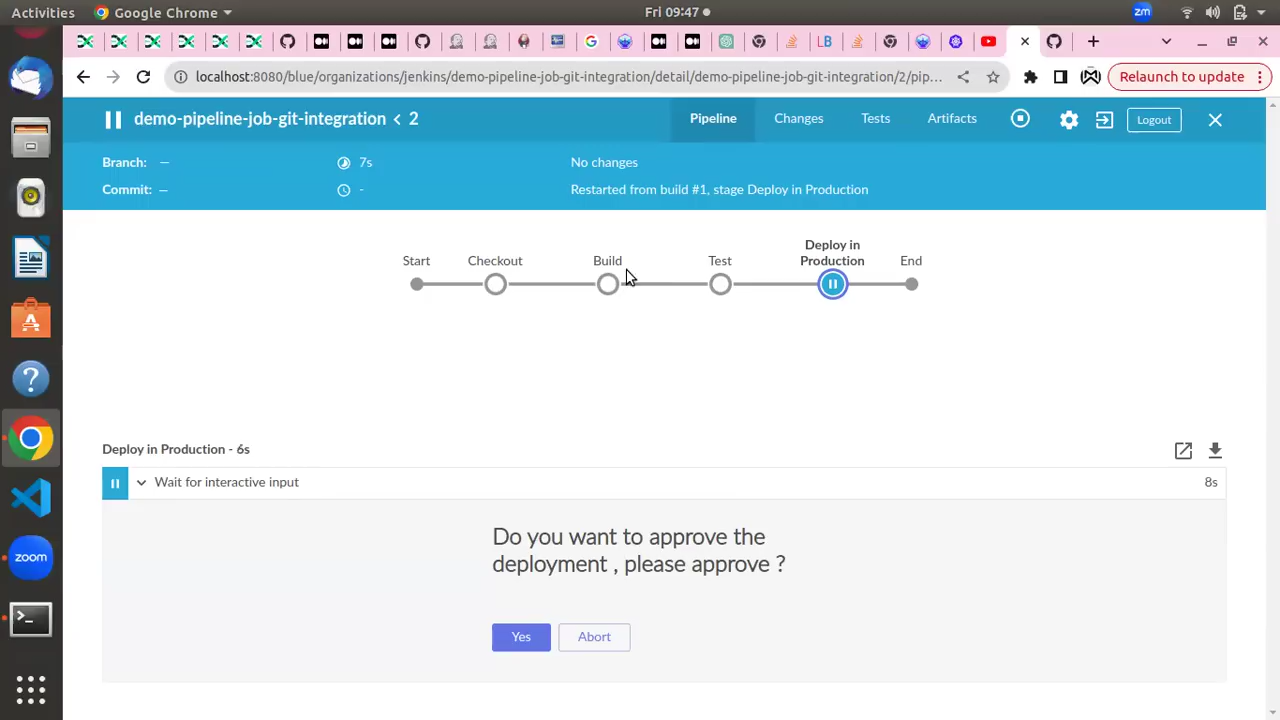 Activities
Google Chrome
Fri 09:47
zm
LB
localhost:8080/blue/organizations/jenkins/demo-pipeline-job-git-integration/detail/demo-pipeline-job-git-integration/2/pip...
Relaunch to update
demo-pipeline-job-git-integration < 2
Pipeline
Changes
Tests
Artifacts
Logout
Branch: —
7s
No changes
Commit: —
-
Restarted from build #1, stage Deploy in Production
Start
Checkout
Build
Test
Deploy in
Production
End
Deploy in Production - 6s
Wait for interactive input
8s
Do you want to approve the
deployment , please approve ?
Yes
Abort
zoom